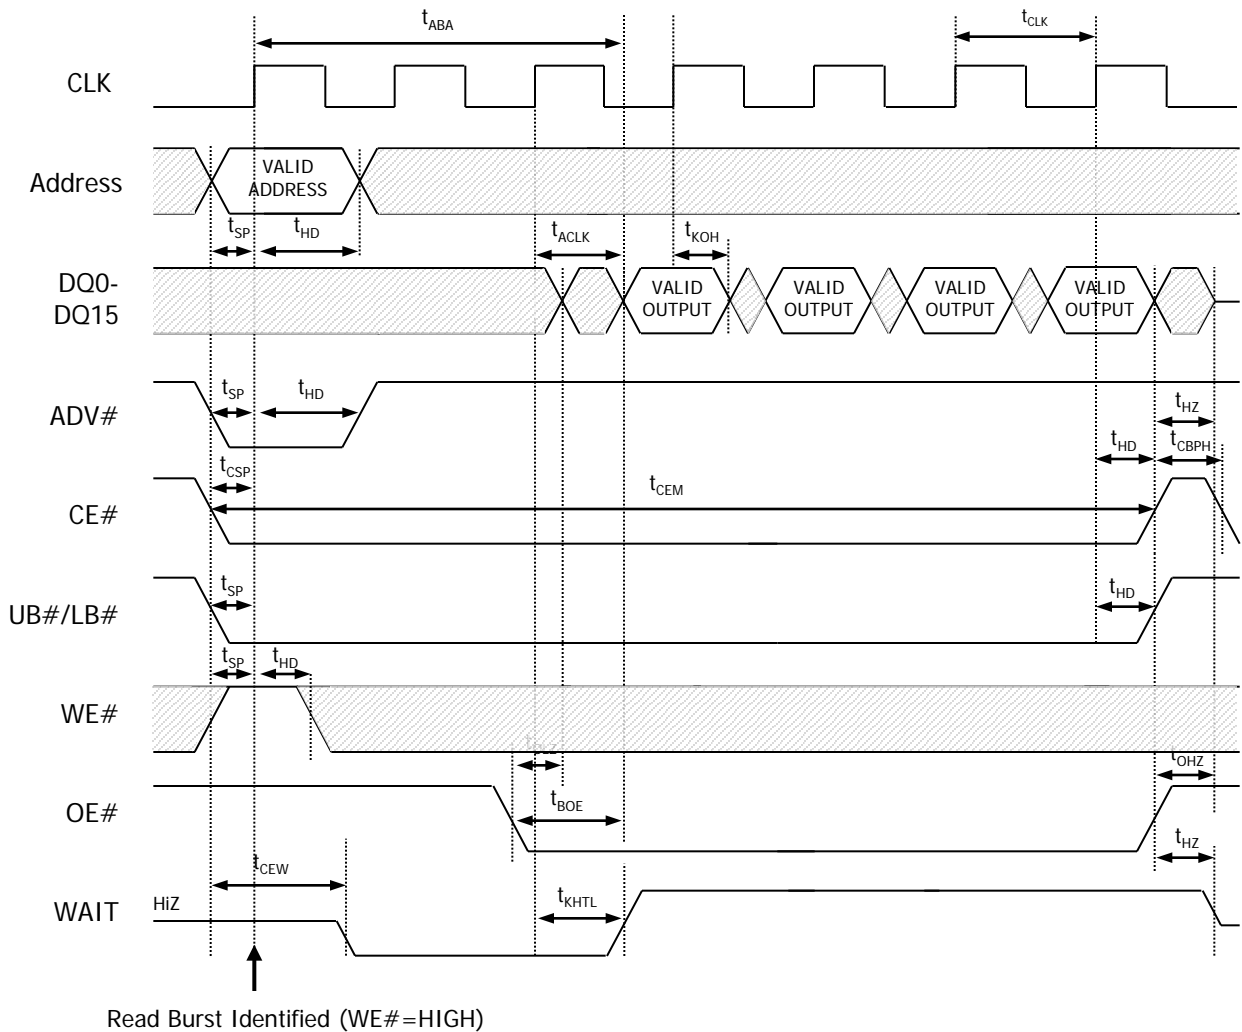 tABA
tCLK
CLK
Address
VALID
ADDRESS
tSP
tHD
tACLK
tKOH
DQ0-
DQ15
VALID
OUTPUT
VALID
OUTPUT
VALID
OUTPUT
VALID
OUTPUT
ADV#
tSP
tHD
tHZ
tHD
tCBPH
CE#
tCSP
tCEM
UB#/LB#
tSP
tHD
WE#
tSP
tHD
tOHZ
OE#
tBOE
tHZ
tCEW
WAIT
HiZ
tKHTL
Read Burst Identified (WE#=HIGH)